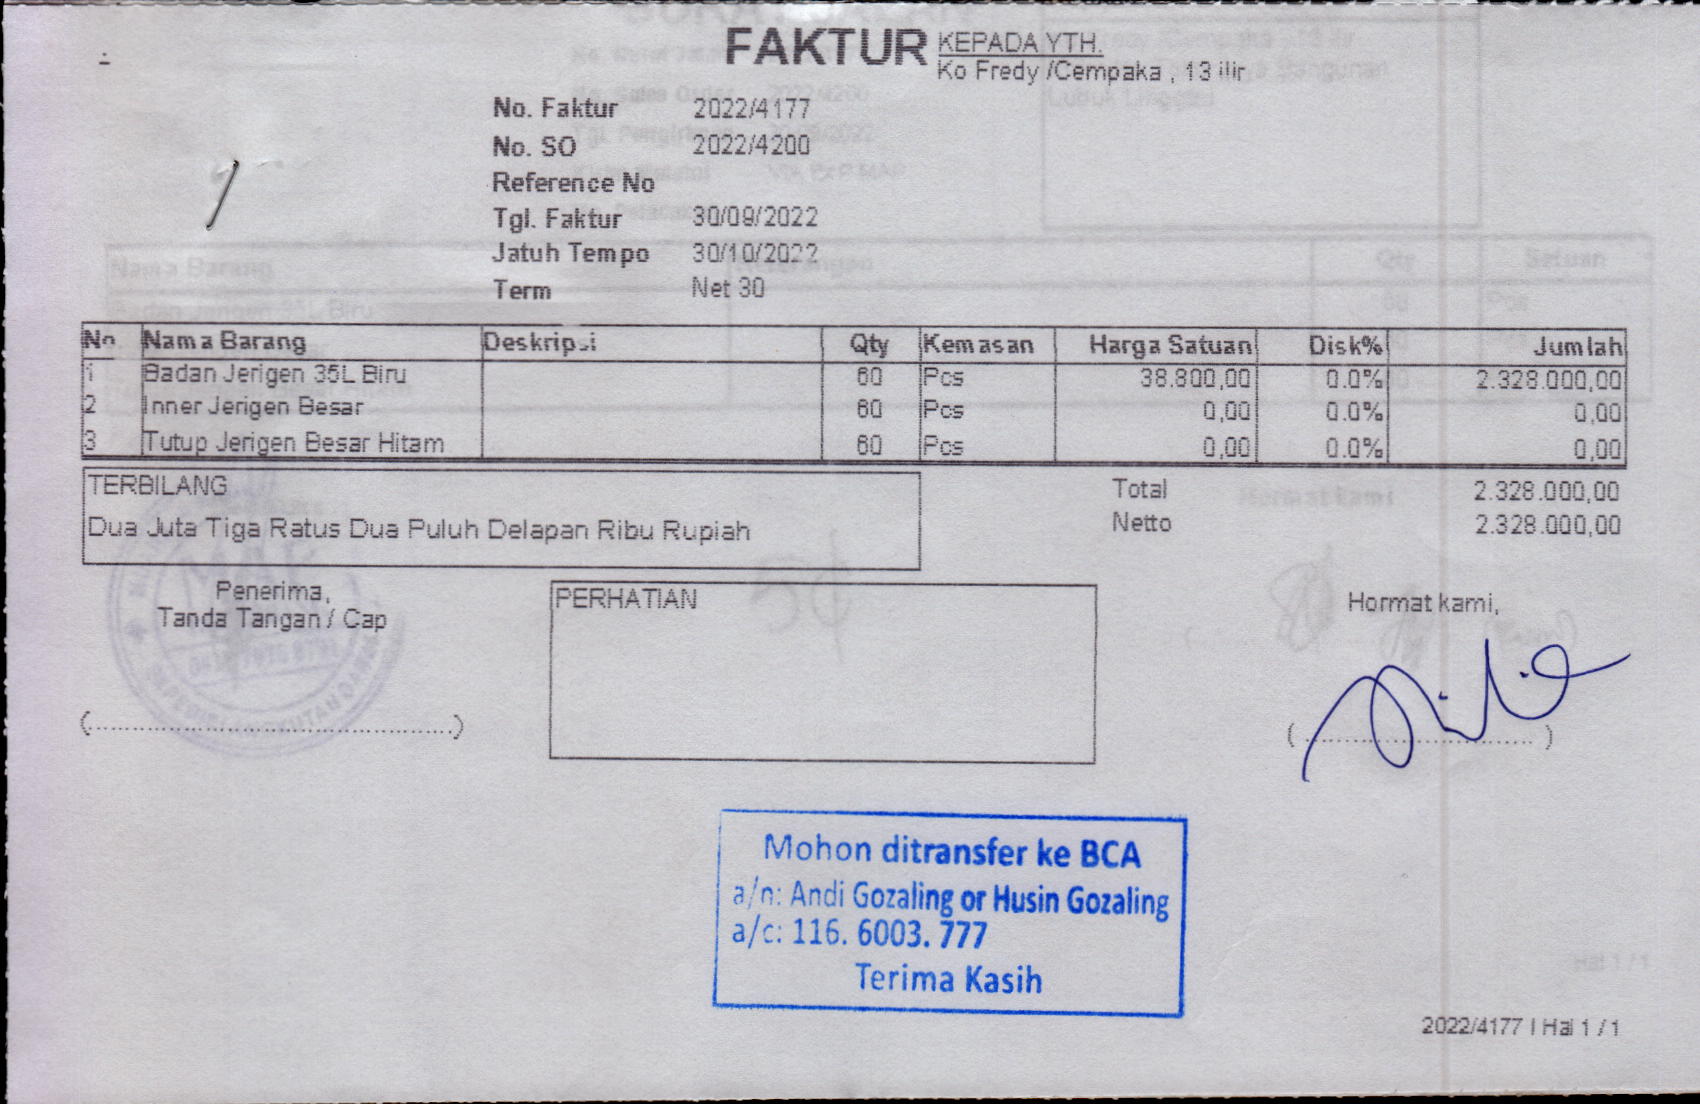 FAKTUR
KEPADA YTH.
Ko Fredy /Cempaka , 13 ilir
No. Faktur 2022/4177
No. SO 2022/4200
Reference No
Tgl. Faktur 30/09/2022
Jatuh Tempo 30/10/2022
Term Net 30
No Nama Barang Deskripsi Qty Kemasan Harga Satuan Disk% Jumlah
1 Badan Jerigen 35L Biru 60 Pcs 38.800,00 0.0% 2.328.000,00
2 Inner Jerigen Besar 60 Pcs 0,00 0.0% 0,00
3 Tutup Jerigen Besar Hitam 60 Pcs 0,00 0.0% 0,00
TERBILANG
Dua Juta Tiga Ratus Dua Puluh Delapan Ribu Rupiah
Total 2.328.000,00
Netto 2.328.000,00
Penerima,
Tanda Tangan / Cap
PERHATIAN
Hormat kami,
Mohon ditransfer ke BCA
a/n: Andi Gozaling or Husin Gozaling
a/c: 116. 6003. 777
Terima Kasih
2022/4177 | Hal 1 / 1